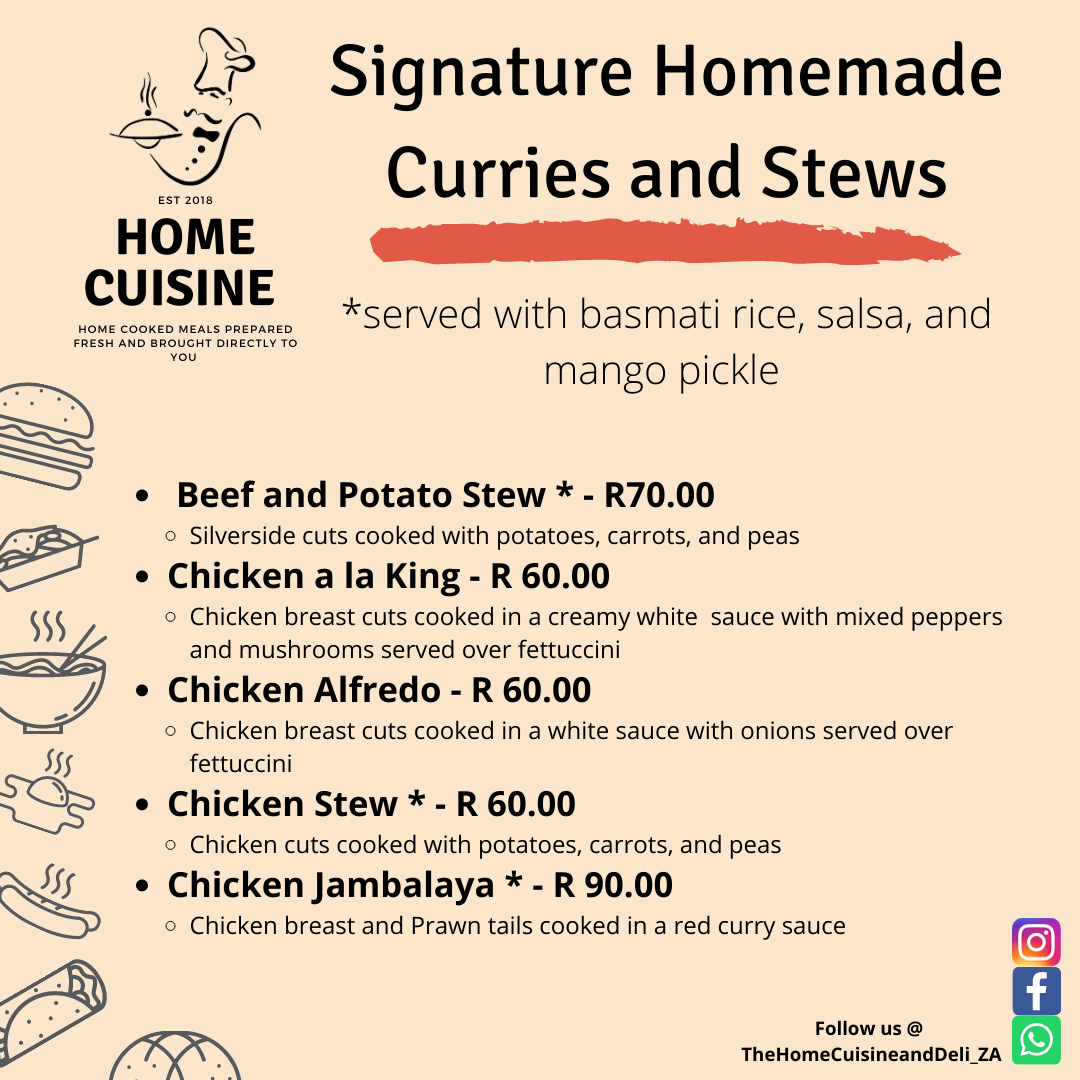 EST 2018
HOME
CUISINE
HOME COOKED MEALS PREPARED
FRESH AND BROUGHT DIRECTLY TO
YOU
Signature Homemade
Curries and Stews
*served with basmati rice, salsa, and
mango pickle
• Beef and Potato Stew * - R70.00
◦ Silverside cuts cooked with potatoes, carrots, and peas
• Chicken a la King - R 60.00
◦ Chicken breast cuts cooked in a creamy white  sauce with mixed peppers
and mushrooms served over fettuccini
• Chicken Alfredo - R 60.00
◦ Chicken breast cuts cooked in a white sauce with onions served over
fettuccini
• Chicken Stew * - R 60.00
◦ Chicken cuts cooked with potatoes, carrots, and peas
• Chicken Jambalaya * - R 90.00
◦ Chicken breast and Prawn tails cooked in a red curry sauce
Follow us @
TheHomeCuisineandDeli_ZA